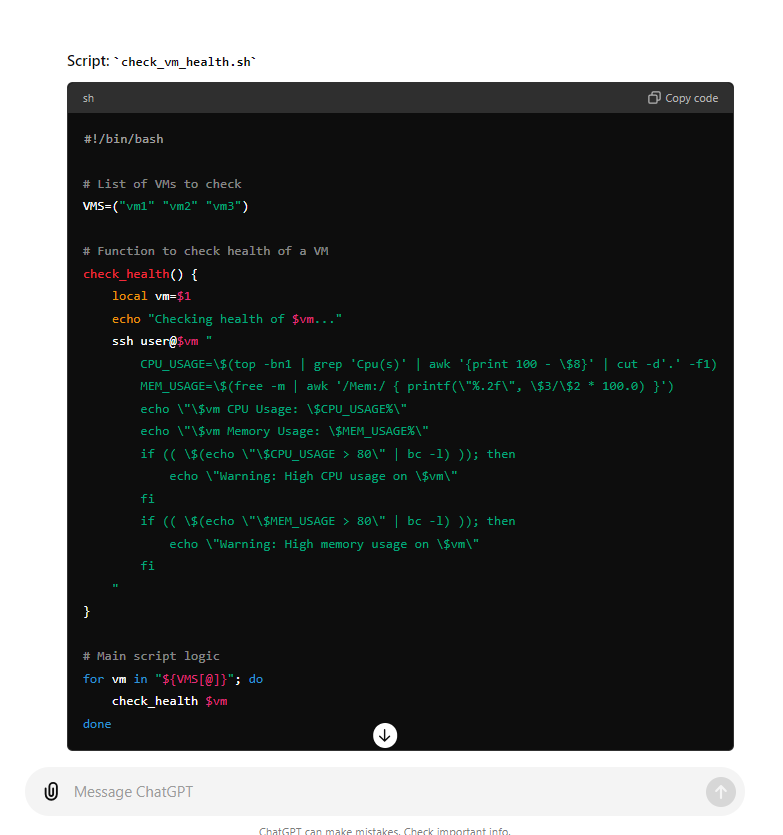 Script: `check_vm_health.sh`
sh
Copy code
#!/bin/bash
# List of VMs to check
VMS=("vm1" "vm2" "vm3")
# Function to check health of a VM
check_health() {
    local vm=$1
    echo "Checking health of $vm..."
    ssh user@$vm "
        CPU_USAGE=\$(top -bn1 | grep 'Cpu(s)' | awk '{print 100 - \$8}' | cut -d'.' -f1)
        MEM_USAGE=\$(free -m | awk '/Mem:/ { printf(\"%.2f\", \$3/\$2 * 100.0) }')
        echo \"\$vm CPU Usage: \$CPU_USAGE%\"
        echo \"\$vm Memory Usage: \$MEM_USAGE%\"
        if (( \$(echo \"\$CPU_USAGE > 80\" | bc -l) )); then
            echo \"Warning: High CPU usage on \$vm\"
        fi
        if (( \$(echo \"\$MEM_USAGE > 80\" | bc -l) )); then
            echo \"Warning: High memory usage on \$vm\"
        fi
    "
}
# Main script logic
for vm in "${VMS[@]}"; do
    check_health $vm
done
Message ChatGPT
ChatGPT can make mistakes. Check important info.